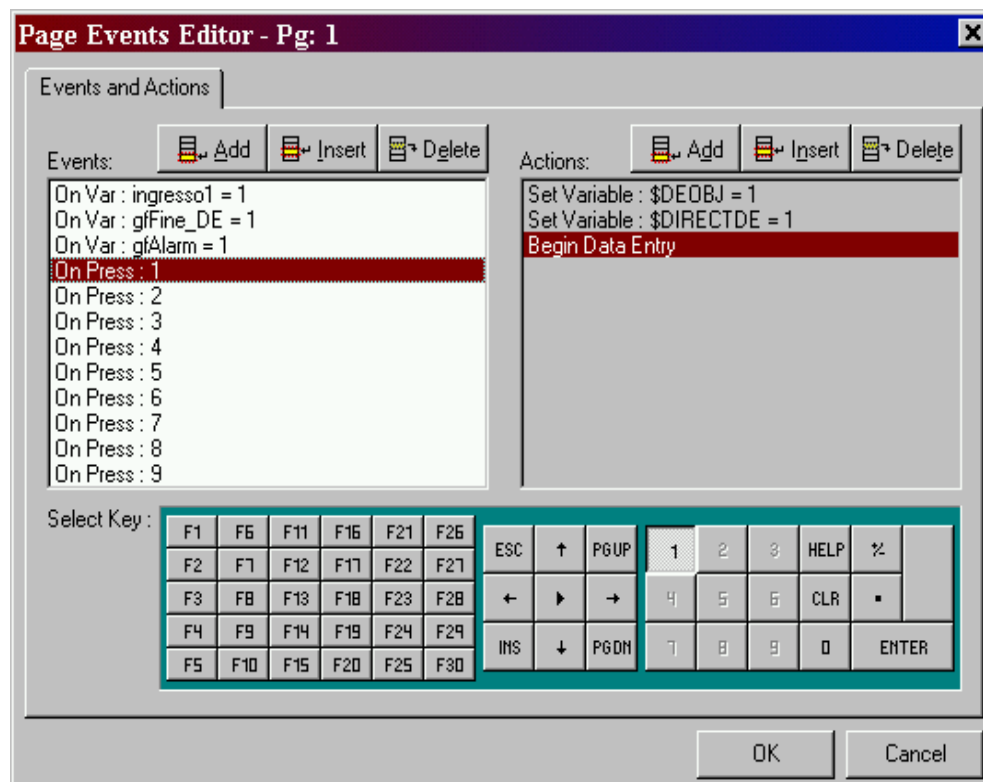 Page Events Editor - Pg: 1
Events and Actions
Events: Add Insert Delete
On Var : ingresso1 = 1
On Var : gfFine_DE = 1
On Var : gfAlarm = 1
On Press : 1
On Press : 2
On Press : 3
On Press : 4
On Press : 5
On Press : 6
On Press : 7
On Press : 8
On Press : 9
Actions: Add Insert Delete
Set Variable : $DEOBJ = 1
Set Variable : $DIRECTDE = 1
Begin Data Entry
Select Key :
F1 F6 F11 F16 F21 F26
F2 F7 F12 F17 F22 F27
F3 F8 F13 F18 F23 F28
F4 F9 F14 F19 F24 F29
F5 F10 F15 F20 F25 F30
ESC ↑ PGUP
← → 
INS ↓ PGDN
1 2 3 HELP +/-
4 5 6 CLR .
7 8 9 0 ENTER
OK Cancel